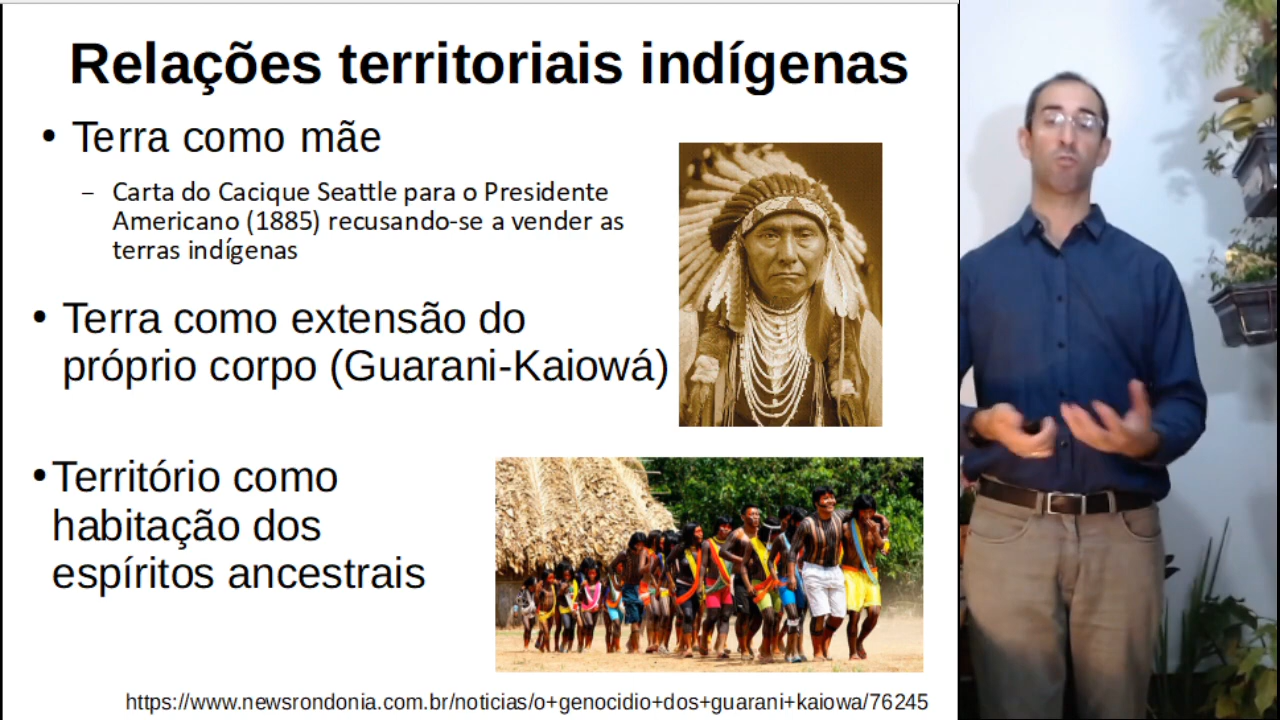 Relações territoriais indígenas
• Terra como mãe
– Carta do Cacique Seattle para o Presidente
Americano (1885) recusando-se a vender as
terras indígenas
• Terra como extensão do
próprio corpo (Guarani-Kaiowá)
• Território como
habitação dos
espíritos ancestrais
https://www.newsrondonia.com.br/noticias/o+genocidio+dos+guarani+kaiowa/76245